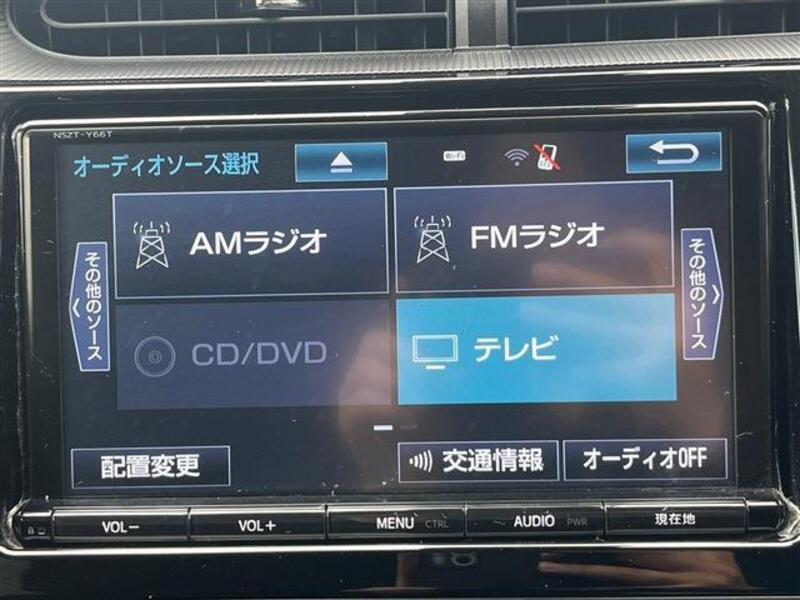 NSZT-Y66T
オーディオソース選択
Wi-Fi
AMラジオ
FMラジオ
その他のソース
その他のソース
CD/DVD
テレビ
配置変更
交通情報
オーディオOFF
VOL−
VOL+
MENU CTRL
AUDIO PWR
現在地